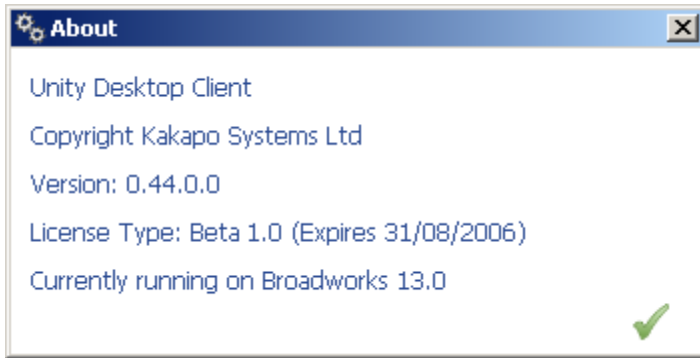 About
Unity Desktop Client
Copyright Kakapo Systems Ltd
Version: 0.44.0.0
License Type: Beta 1.0 (Expires 31/08/2006)
Currently running on Broadworks 13.0